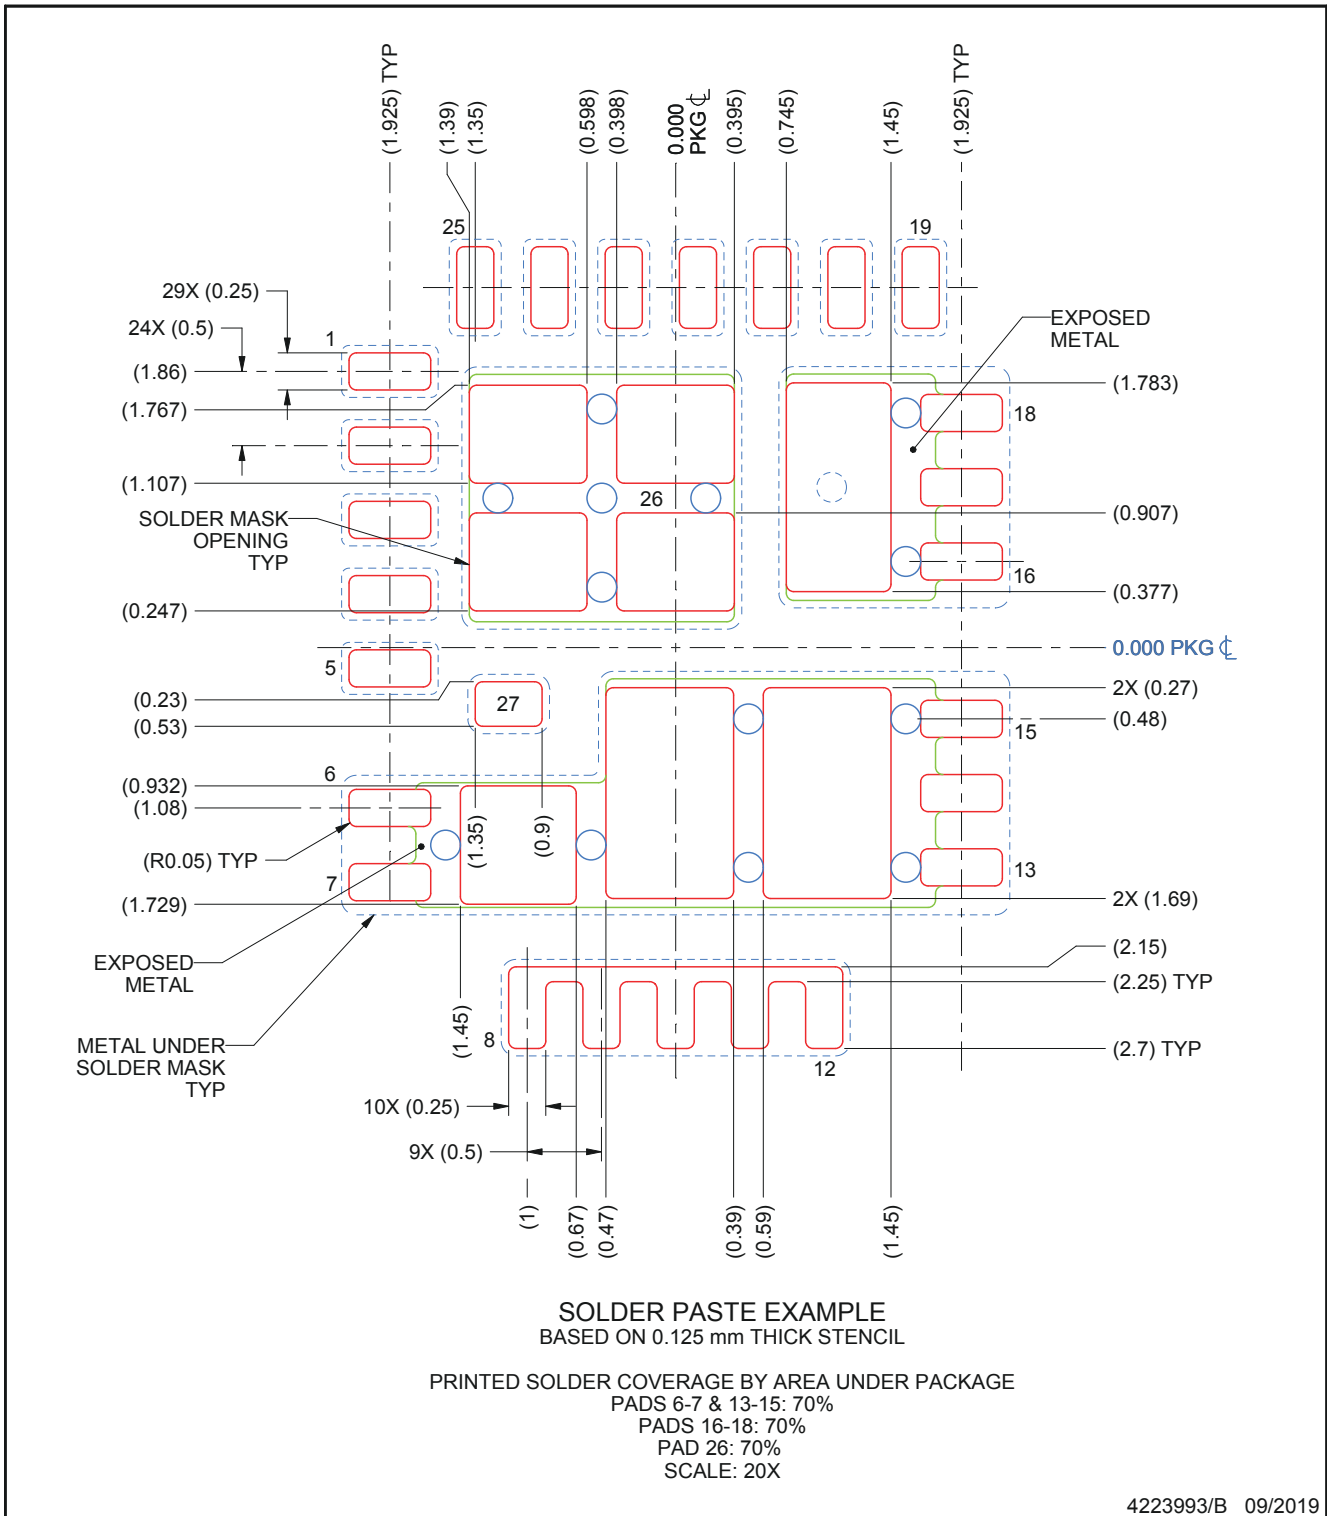 (1.925) TYP
(1.39)
(1.35)
(0.598)
(0.398)
0.000
PKG ℄
(0.395)
(0.745)
(1.45)
(1.925) TYP
25
19
29X (0.25)
24X (0.5)
1
(1.86)
(1.767)
EXPOSED
METAL
(1.783)
18
(1.107)
26
SOLDER MASK
OPENING
TYP
(0.907)
16
(0.247)
(0.377)
0.000 PKG ℄
5
(0.23)
27
2X (0.27)
(0.53)
(0.48)
15
6
(0.932)
(1.08)
(1.35)
(0.9)
(R0.05) TYP
7
13
(1.729)
2X (1.69)
EXPOSED
METAL
(2.15)
(2.25) TYP
(1.45)
8
METAL UNDER
SOLDER MASK
TYP
(2.7) TYP
12
10X (0.25)
9X (0.5)
(1)
(0.67)
(0.47)
(0.39)
(0.59)
(1.45)
SOLDER PASTE EXAMPLE
BASED ON 0.125 mm THICK STENCIL
PRINTED SOLDER COVERAGE BY AREA UNDER PACKAGE
PADS 6-7 & 13-15: 70%
PADS 16-18: 70%
PAD 26: 70%
SCALE: 20X
4223993/B 09/2019